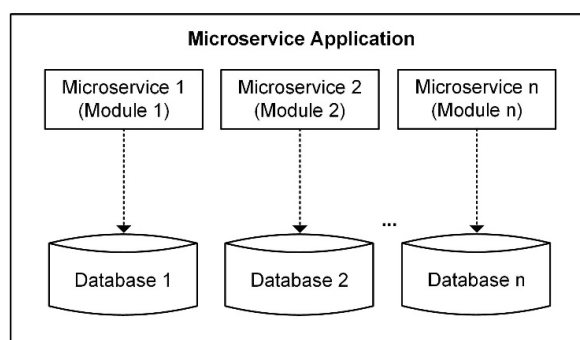 Microservice Application
Microservice 1
(Module 1)
Microservice 2
(Module 2)
Microservice n
(Module n)
...
Database 1
Database 2
Database n